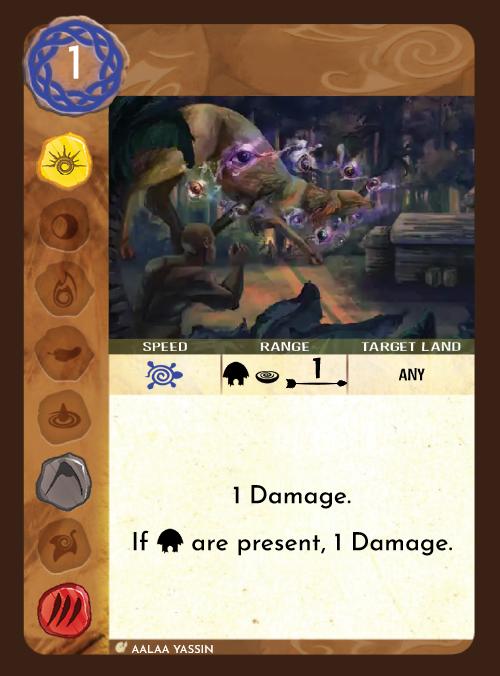 1
SPEED RANGE TARGET LAND
1 ANY
1 Damage.
If are present, 1 Damage.
AALAA YASSIN